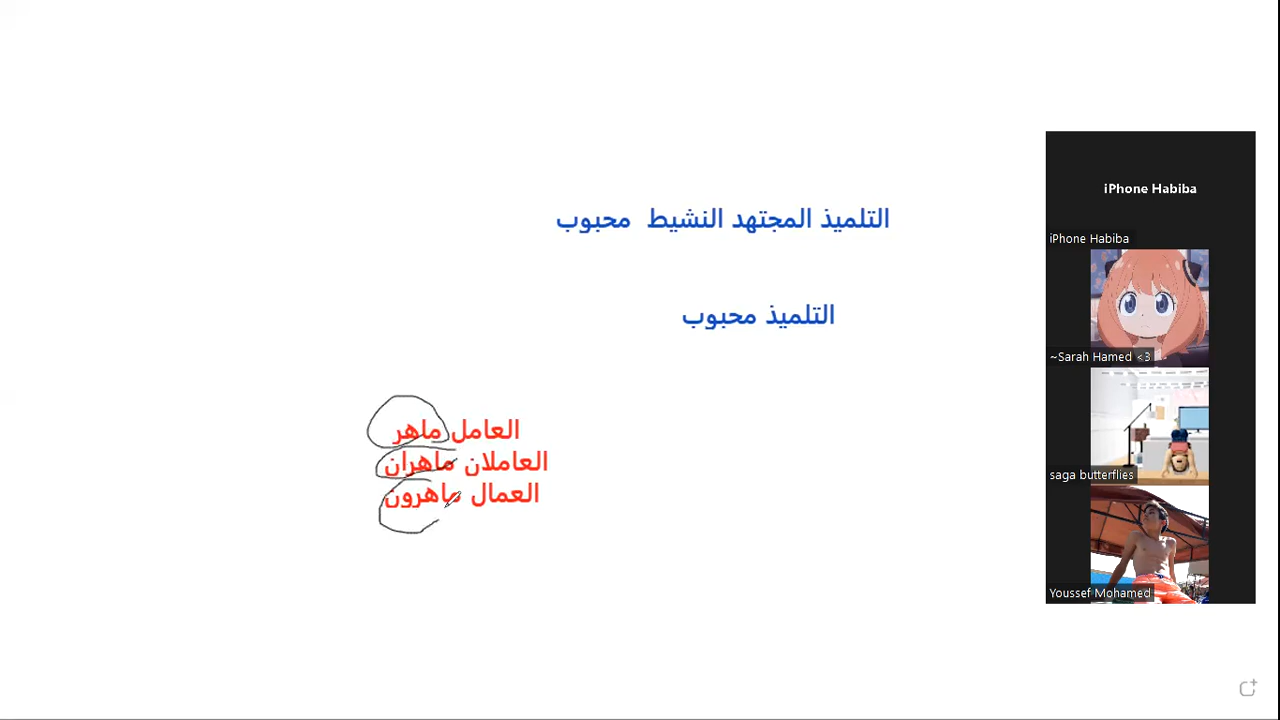 التلميذ المجتهد النشيط محبوب
التلميذ محبوب
العامل ماهر
العاملان ماهران
العمال ماهرون
iPhone Habiba
iPhone Habiba
~Sarah Hamed <3
saga butterflies
Youssef Mohamed